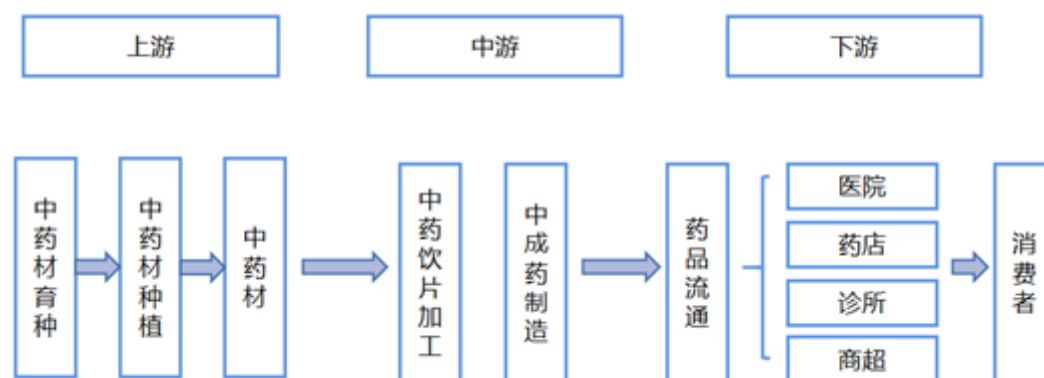 上游
中游
下游
中药材育种
中药材种植
中药材
中药饮片加工
中成药制造
药品流通
医院
药店
诊所
商超
消费者